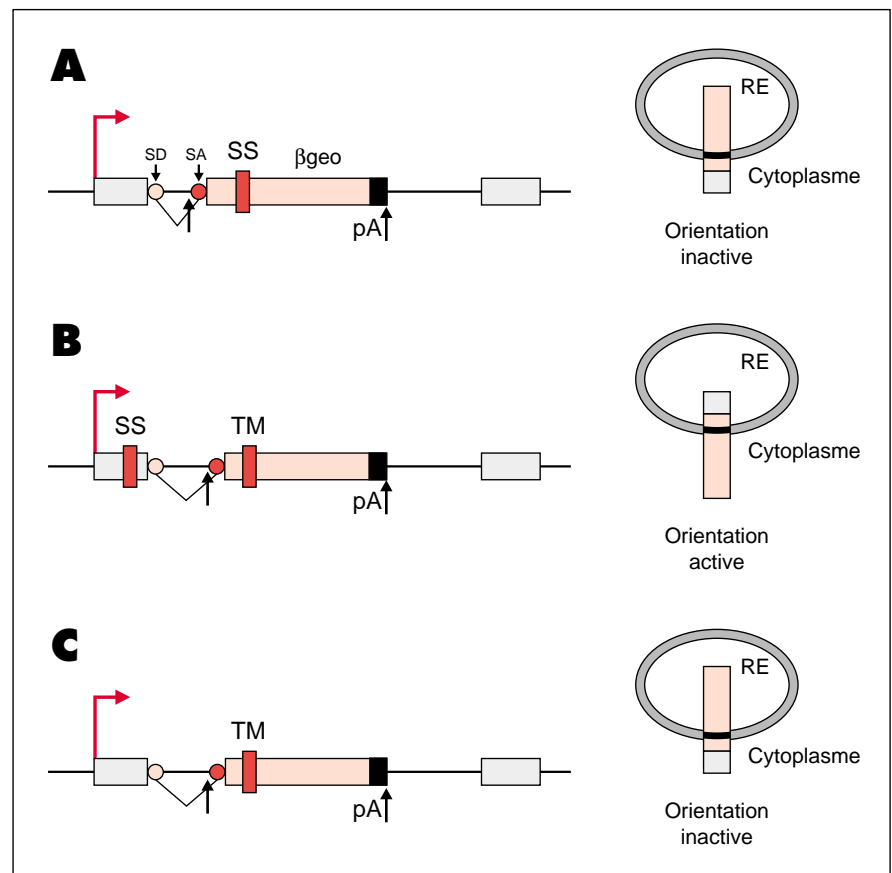 A
SD
SA
SS
βgeo
pA
RE
Cytoplasme
Orientation
inactive
B
SS
TM
pA
RE
Cytoplasme
Orientation
active
C
TM
pA
RE
Cytoplasme
Orientation
inactive